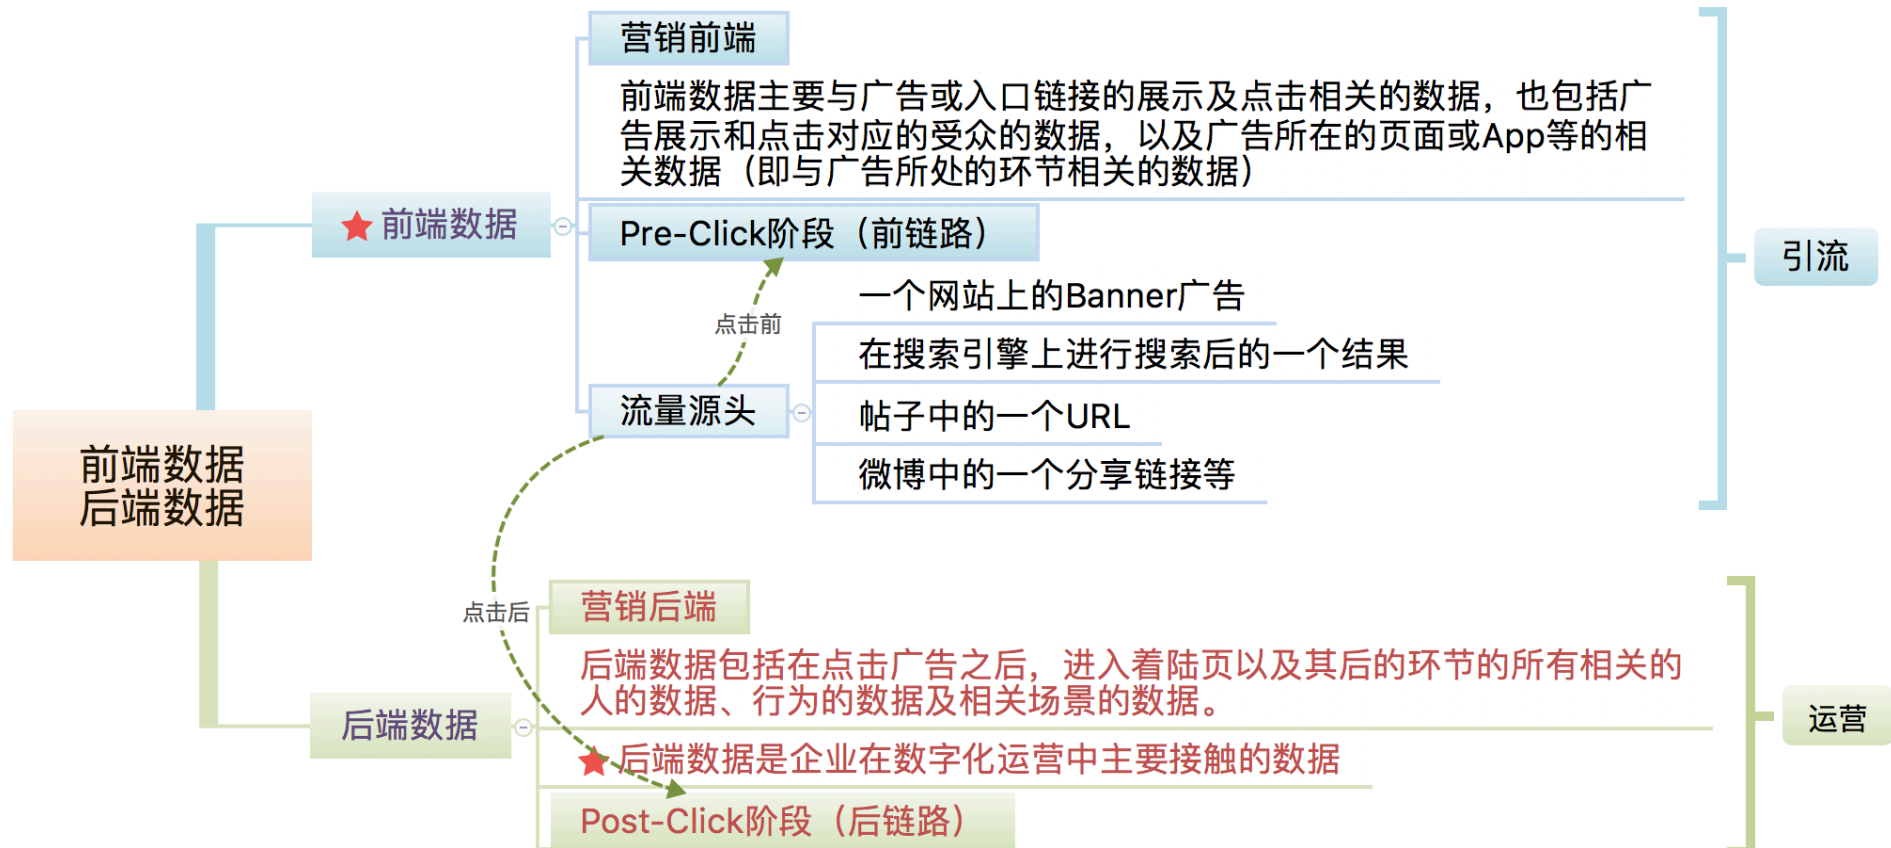 前端数据
后端数据
前端数据
营销前端
前端数据主要与广告或入口链接的展示及点击相关的数据，也包括广
告展示和点击对应的受众的数据，以及广告所在的页面或App等的相
关数据（即与广告所处的环节相关的数据）
Pre-Click阶段（前链路）
点击前
流量源头
一个网站上的Banner广告
在搜索引擎上进行搜索后的一个结果
帖子中的一个URL
微博中的一个分享链接等
引流
点击后
后端数据
营销后端
后端数据包括在点击广告之后，进入着陆页以及其后的环节的所有相关的
人的数据、行为的数据及相关场景的数据。
后端数据是企业在数字化运营中主要接触的数据
Post-Click阶段（后链路）
运营